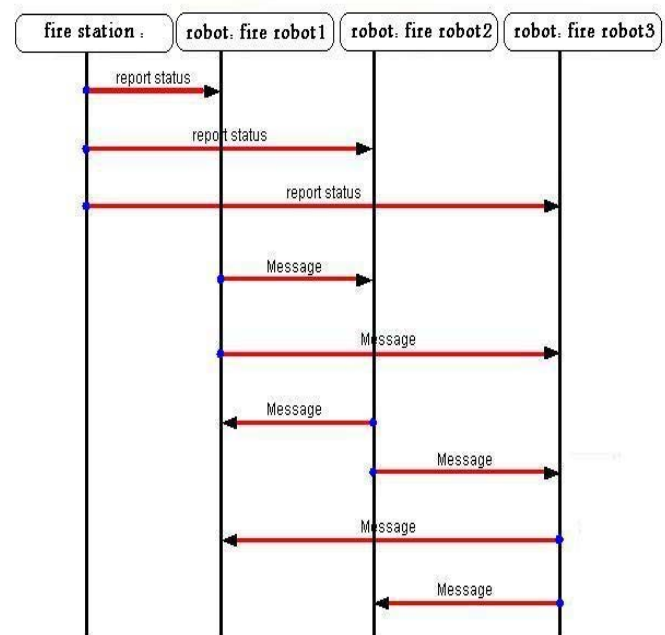 fire station :
robot: fire robot1
robot: fire robot2
robot: fire robot3
report status
report status
report status
Message
Message
Message
Message
Message
Message